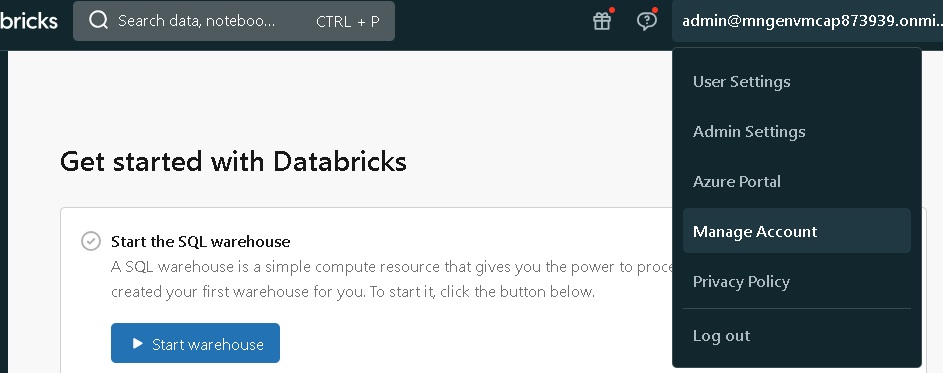 bricks
Search data, noteboo... CTRL + P
admin@mngenvmcap873939.onmi...
User Settings
Admin Settings
Azure Portal
Manage Account
Privacy Policy
Log out
Get started with Databricks
Start the SQL warehouse
A SQL warehouse is a simple compute resource that gives you the power to proce
created your first warehouse for you. To start it, click the button below.
Start warehouse